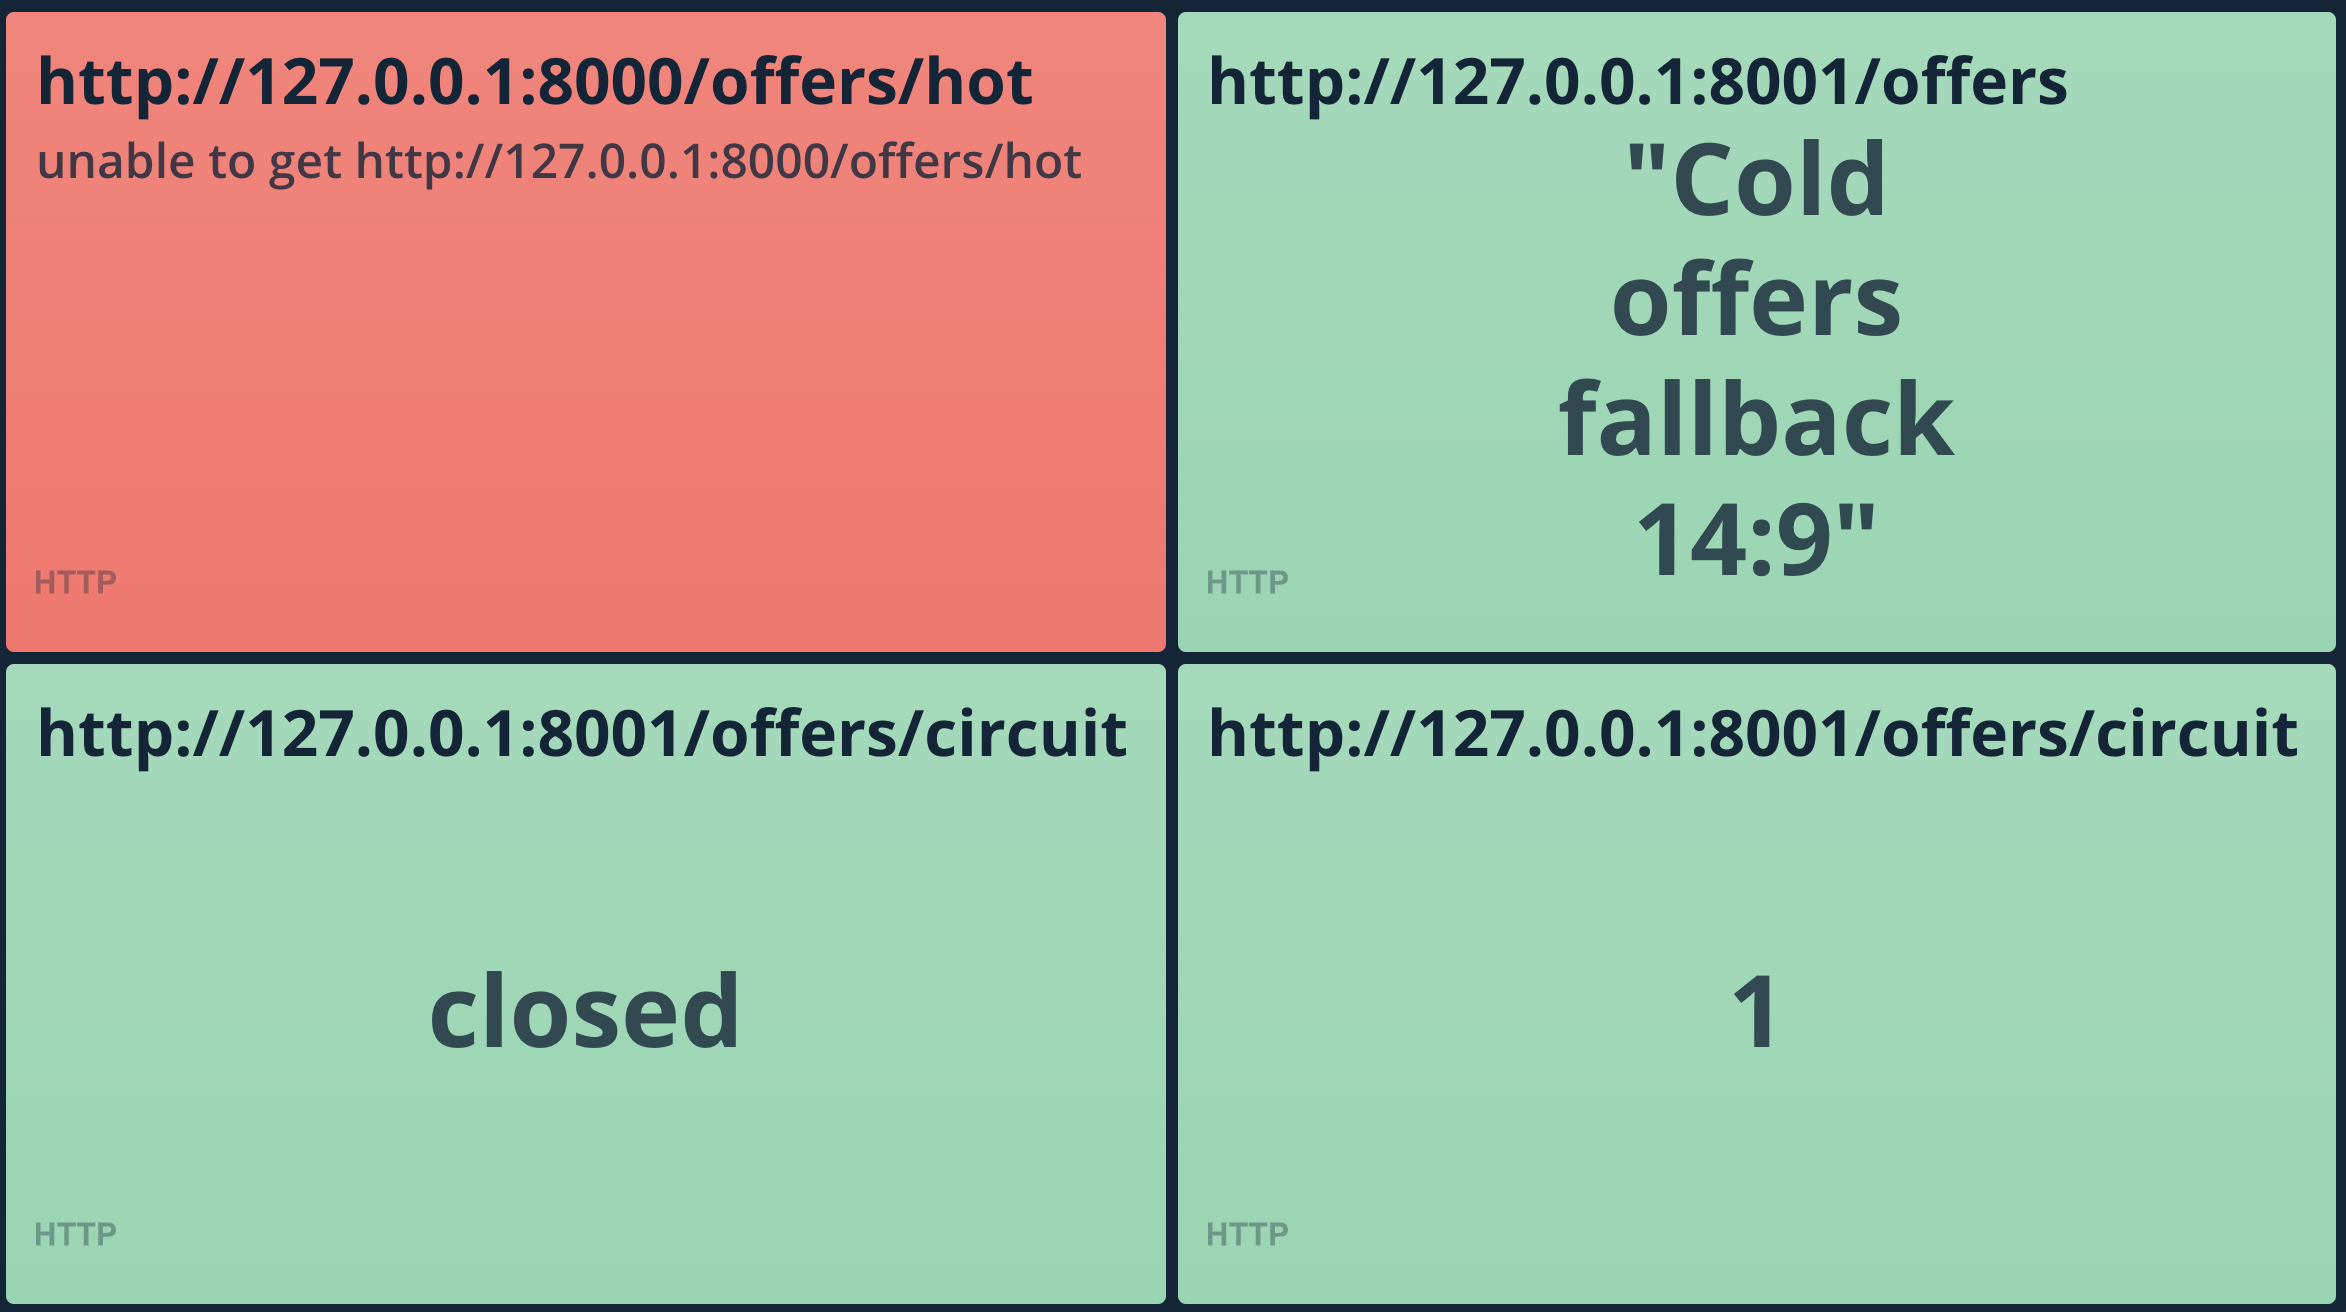 http://127.0.0.1:8000/offers/hot
unable to get http://127.0.0.1:8000/offers/hot
HTTP
http://127.0.0.1:8001/offers
"Cold
offers
fallback
14:9"
HTTP
http://127.0.0.1:8001/offers/circuit
closed
HTTP
http://127.0.0.1:8001/offers/circuit
1
HTTP